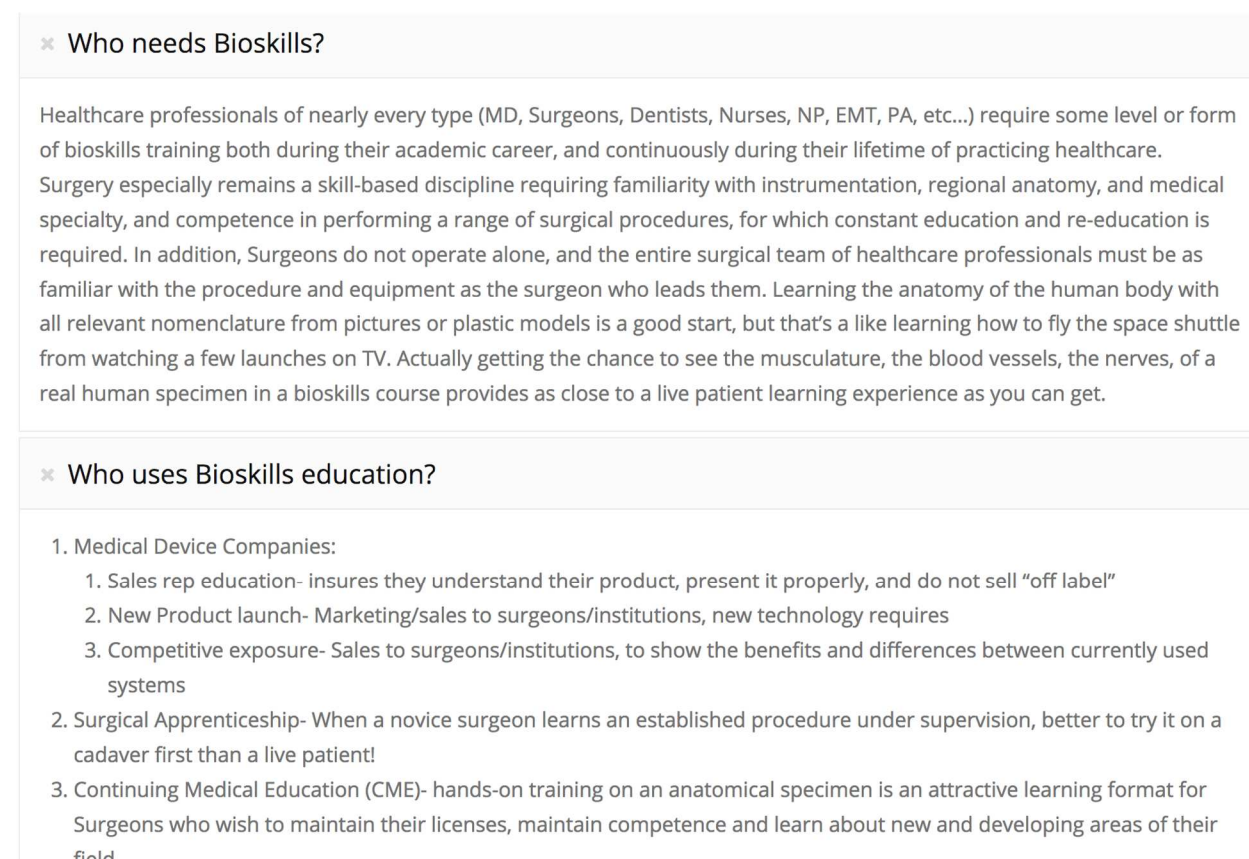 Who needs Bioskills?
Healthcare professionals of nearly every type (MD, Surgeons, Dentists, Nurses, NP, EMT, PA, etc...) require some level or form
of bioskills training both during their academic career, and continuously during their lifetime of practicing healthcare.
Surgery especially remains a skill-based discipline requiring familiarity with instrumentation, regional anatomy, and medical
specialty, and competence in performing a range of surgical procedures, for which constant education and re-education is
required. In addition, Surgeons do not operate alone, and the entire surgical team of healthcare professionals must be as
familiar with the procedure and equipment as the surgeon who leads them. Learning the anatomy of the human body with
all relevant nomenclature from pictures or plastic models is a good start, but that’s a like learning how to fly the space shuttle
from watching a few launches on TV. Actually getting the chance to see the musculature, the blood vessels, the nerves, of a
real human specimen in a bioskills course provides as close to a live patient learning experience as you can get.
Who uses Bioskills education?
1. Medical Device Companies:
1. Sales rep education- insures they understand their product, present it properly, and do not sell “off label”
2. New Product launch- Marketing/sales to surgeons/institutions, new technology requires
3. Competitive exposure- Sales to surgeons/institutions, to show the benefits and differences between currently used
systems
2. Surgical Apprenticeship- When a novice surgeon learns an established procedure under supervision, better to try it on a
cadaver first than a live patient!
3. Continuing Medical Education (CME)- hands-on training on an anatomical specimen is an attractive learning format for
Surgeons who wish to maintain their licenses, maintain competence and learn about new and developing areas of their
field